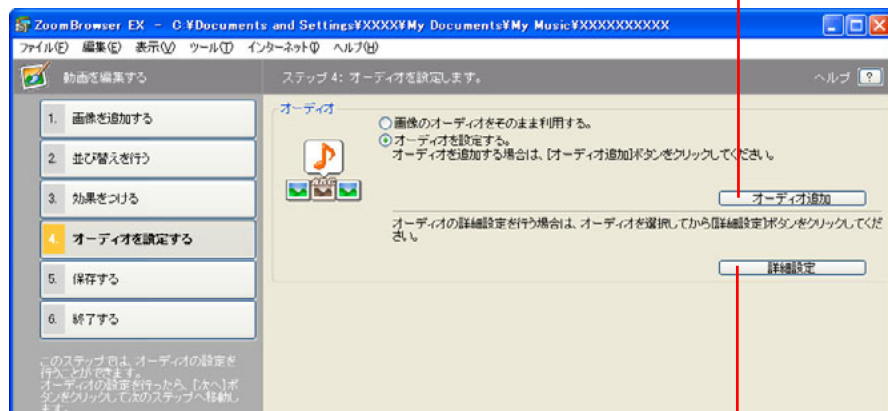 ZoomBrowser EX - C:¥Documents and Settings¥XXXX¥My Documents¥My Music¥XXXXXXXXXX
ファイル(F) 編集(E) 表示(V) ツール(T) インターネット(I) ヘルプ(H)
動画を編集する
ステップ 4: オーディオを設定します。
ヘルプ ?
1. 画像を追加する
2. 並び替えを行う
3. 効果をつける
4. オーディオを設定する
5. 保存する
6. 終了する
このステップでは、オーディオの設定を
行うことができます。
オーディオの設定を行ったら、[次へ]ボ
タンをクリックして次のステップへ移動し
ます。
オーディオ
画像のオーディオをそのまま利用する。
オーディオを設定する。
オーディオを追加する場合は、[オーディオ追加]ボタンをクリックしてください。
オーディオ追加
オーディオの詳細設定を行う場合は、オーディオを選択してから[詳細設定]ボタンをクリックしてくだ
さい。
詳細設定